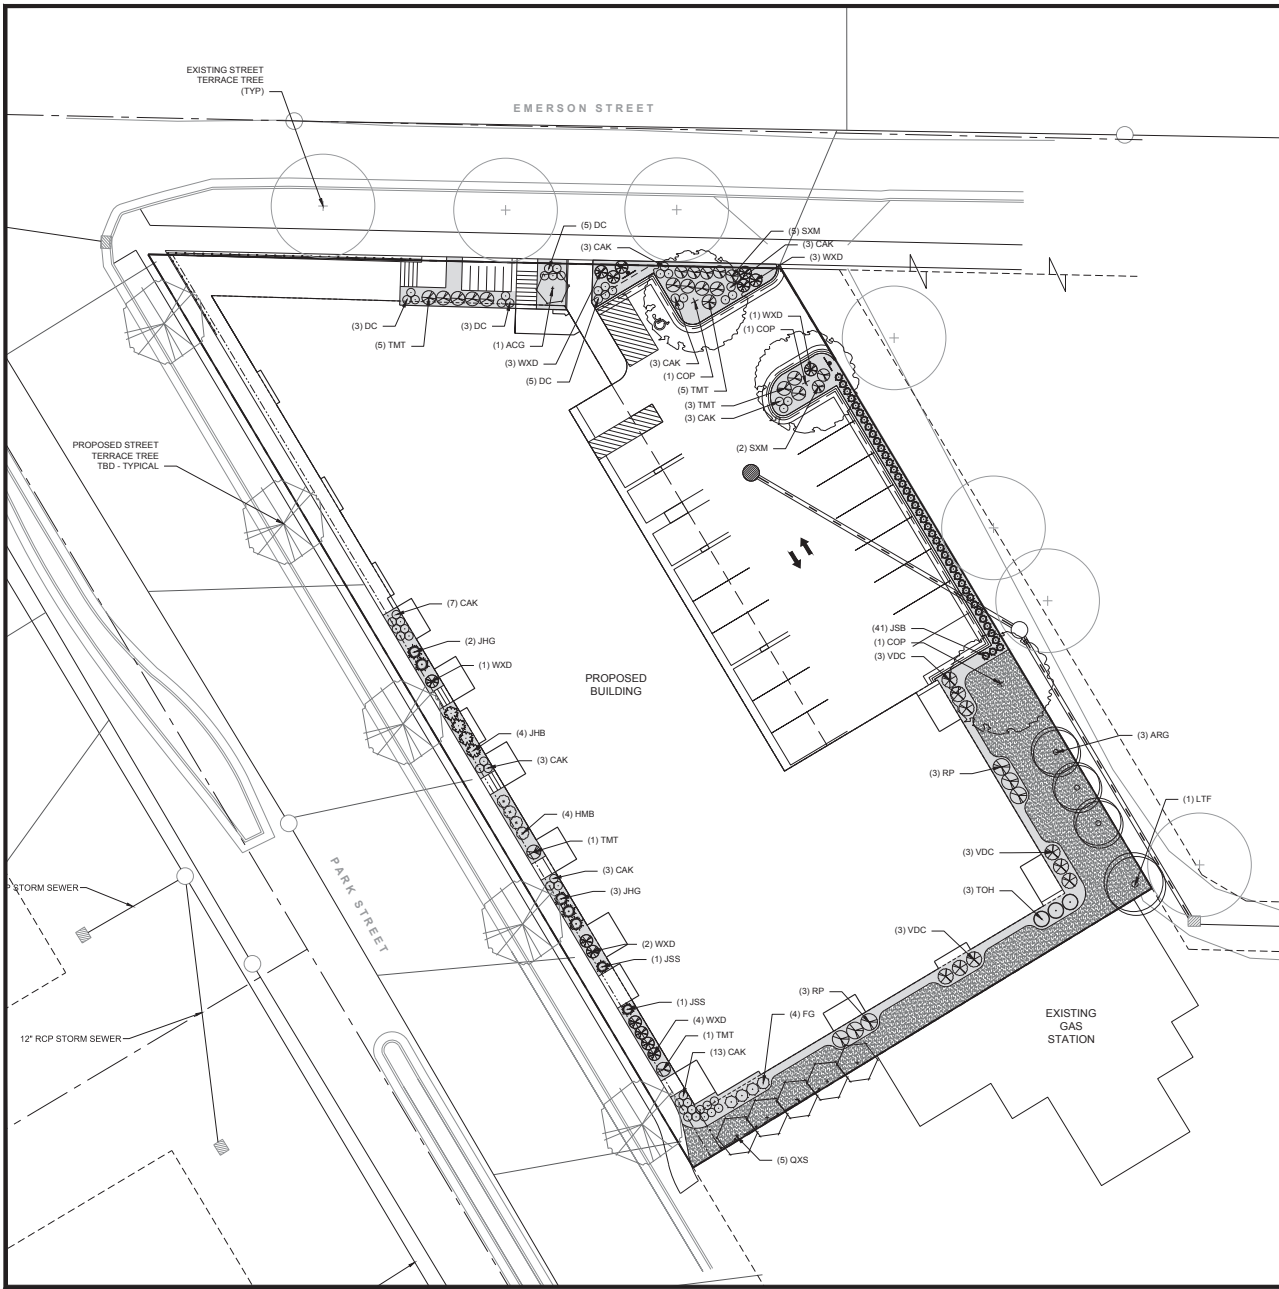 EXISTING STREET
TERRACE TREE
(TYP)
EMERSON STREET
(5) DC
(5) SXM
(3) CAK
(3) CAK
(3) WXD
(3) DC
(3) DC
(5) TMT
(1) ACG
(3) WXD
(5) DC
(1) WXD
(1) COP
(3) CAK
(1) COP
(5) TMT
(3) TMT
(3) CAK
(2) SXM
PROPOSED STREET
TERRACE TREE
TBD - TYPICAL
(7) CAK
(2) JHG
(1) WXD
PROPOSED
BUILDING
(41) JSB
(1) COP
(3) VDC
(4) JHB
(3) CAK
(3) ARG
(3) RP
(1) LTF
(4) HMB
(1) TMT
(3) VDC
(3) CAK
(3) JHG
(3) TOH
P STORM SEWER
PARK STREET
(2) WXD
(1) JSS
(3) VDC
(3) RP
(4) FG
(1) JSS
(4) WXD
(1) TMT
(13) CAK
12" RCP STORM SEWER
EXISTING
GAS
STATION
(5) QXS